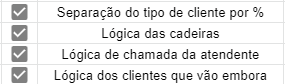 Separação do tipo de cliente por %
Lógica das cadeiras
Lógica de chamada da atendente
Lógica dos clientes que vão embora